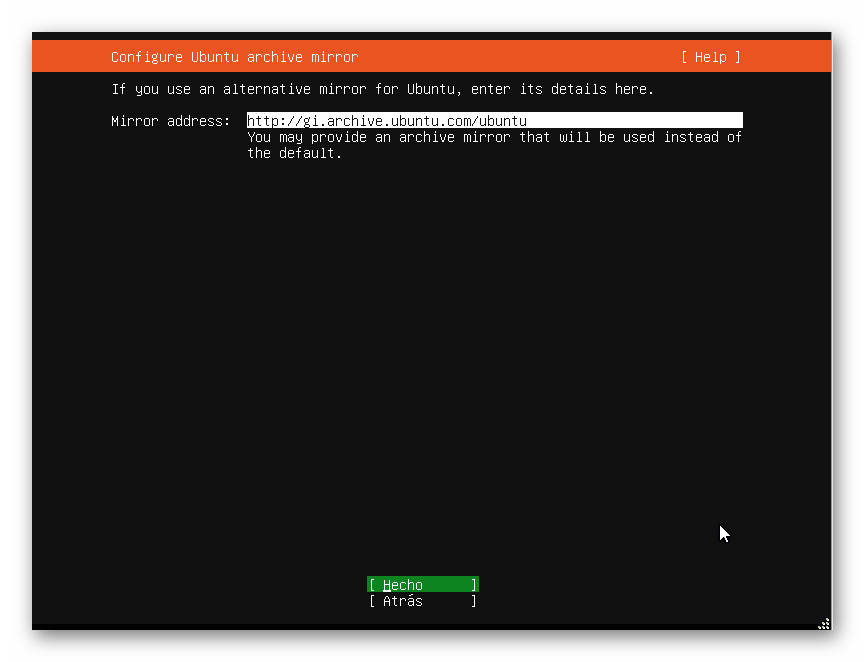 Configure Ubuntu archive mirror [ Help ]
If you use an alternative mirror for Ubuntu, enter its details here.
Mirror address: http://gi.archive.ubuntu.com/ubuntu
You may provide an archive mirror that will be used instead of
the default.
[ Hecho ]
[ Atrás ]